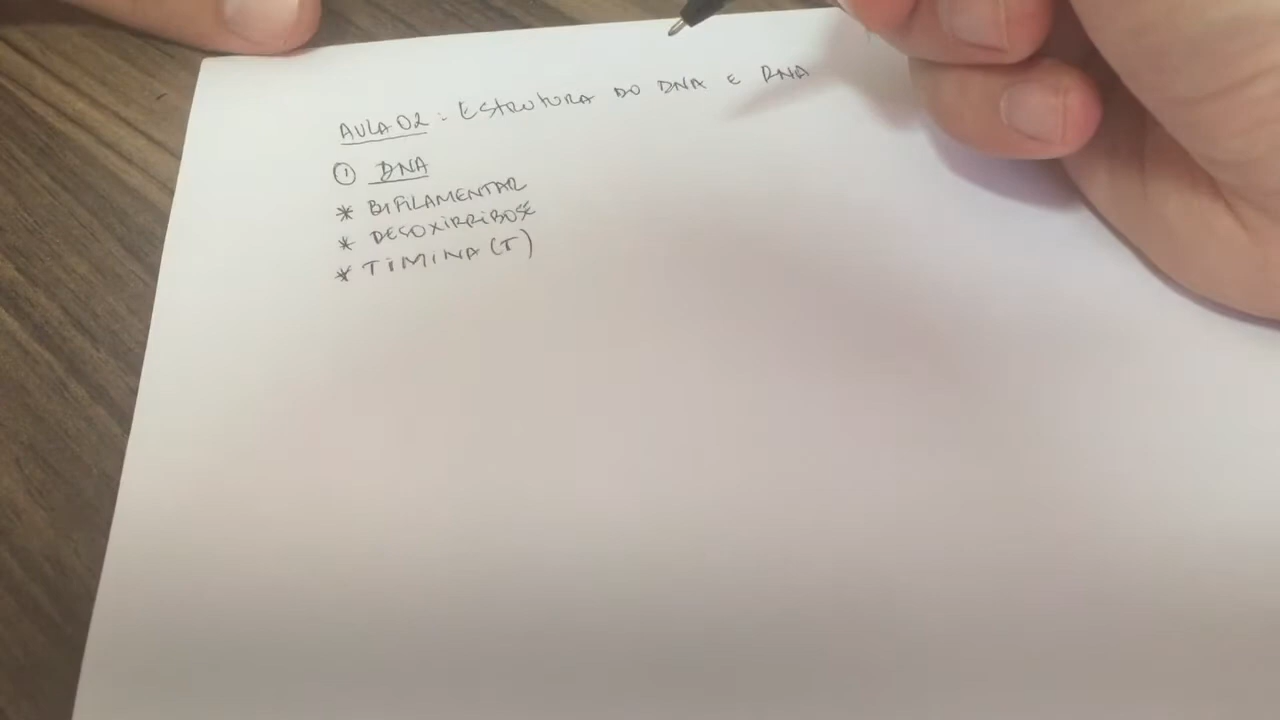 AULA 02: ESTRUTURA DO DNA E RNA
① DNA
* BIFILAMENTAR
* DESOXIRRIBOSE
* TIMINA (T)